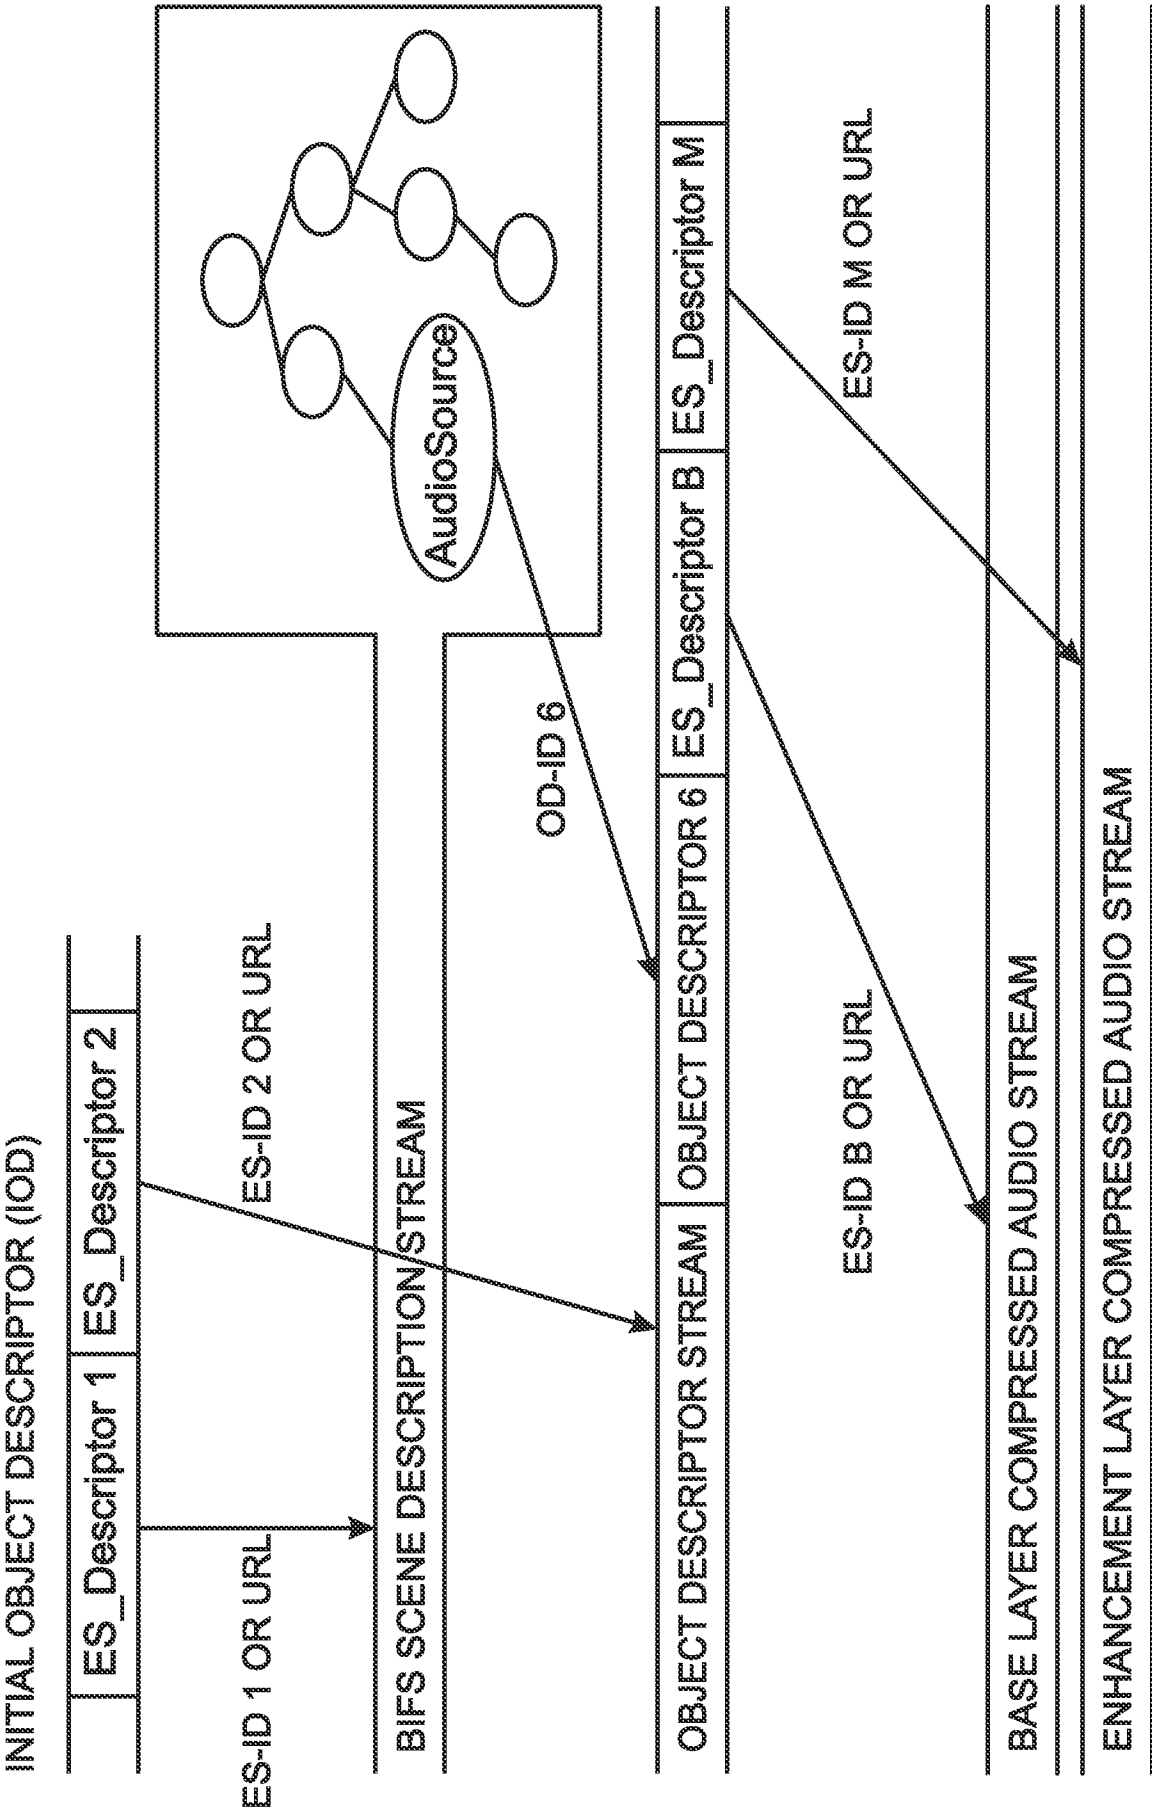 INITIAL OBJECT DESCRIPTOR (IOD)
ES_Descriptor 1
ES_Descriptor 2
ES-ID 1 OR URL
ES-ID 2 OR URL
BIFS SCENE DESCRIPTION STREAM
AudioSource
OD-ID 6
OBJECT DESCRIPTOR STREAM
OBJECT DESCRIPTOR 6
ES_Descriptor B
ES_Descriptor M
ES-ID B OR URL
ES-ID M OR URL
BASE LAYER COMPRESSED AUDIO STREAM
ENHANCEMENT LAYER COMPRESSED AUDIO STREAM